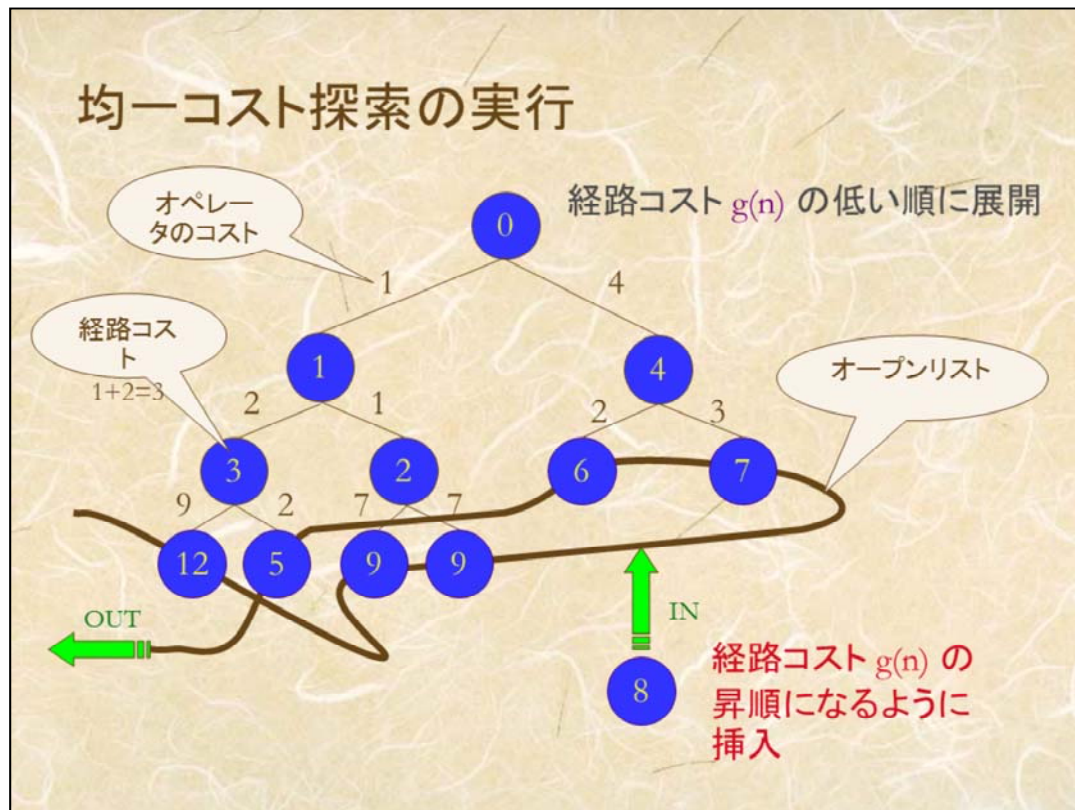 均一コスト探索の実行
オペレー
タのコスト
経路コスト g(n) の低い順に展開
0
1
4
経路コス
ト
1+2=3
1
4
オープンリスト
2
1
2
3
3
2
6
7
9
2
7
7
12
5
9
9
OUT
IN
8
経路コスト g(n) の
昇順になるように
挿入